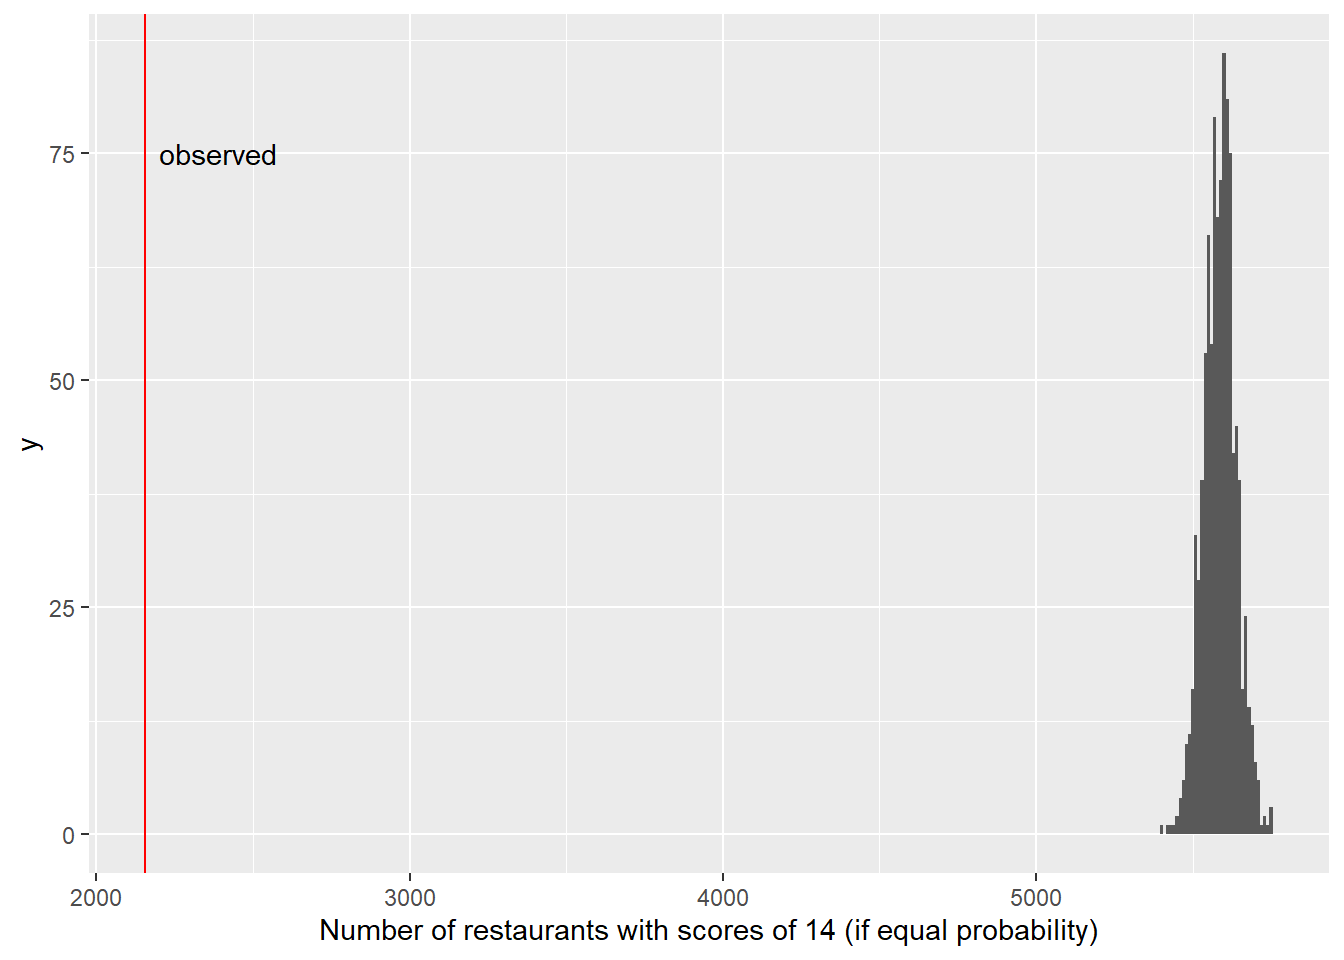 observed
75
50
25
0
y
2000 3000 4000 5000
Number of restaurants with scores of 14 (if equal probability)